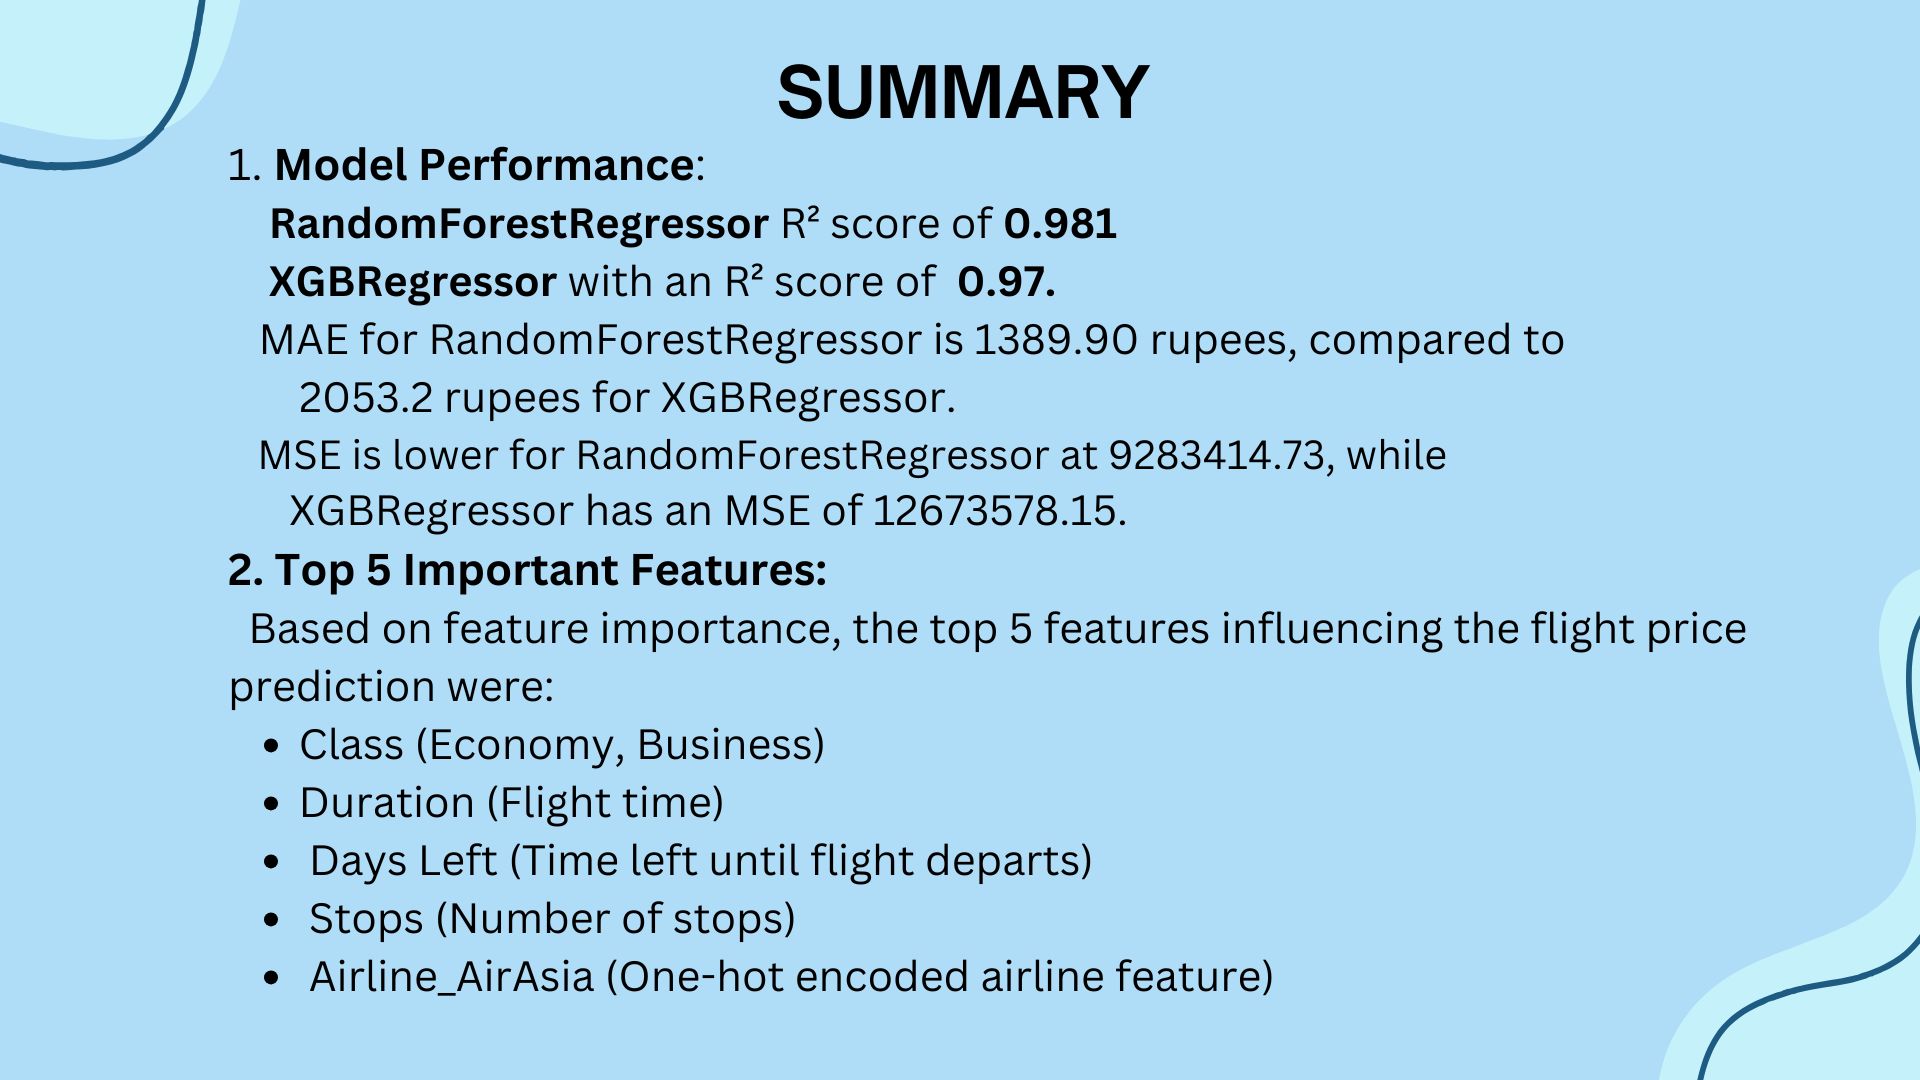 SUMMARY
1. Model Performance:
RandomForestRegressor R² score of 0.981
XGBRegressor with an R² score of 0.97.
MAE for RandomForestRegressor is 1389.90 rupees, compared to
2053.2 rupees for XGBRegressor.
MSE is lower for RandomForestRegressor at 9283414.73, while
XGBRegressor has an MSE of 12673578.15.
2. Top 5 Important Features:
Based on feature importance, the top 5 features influencing the flight price
prediction were:
• Class (Economy, Business)
• Duration (Flight time)
• Days Left (Time left until flight departs)
• Stops (Number of stops)
• Airline_AirAsia (One-hot encoded airline feature)